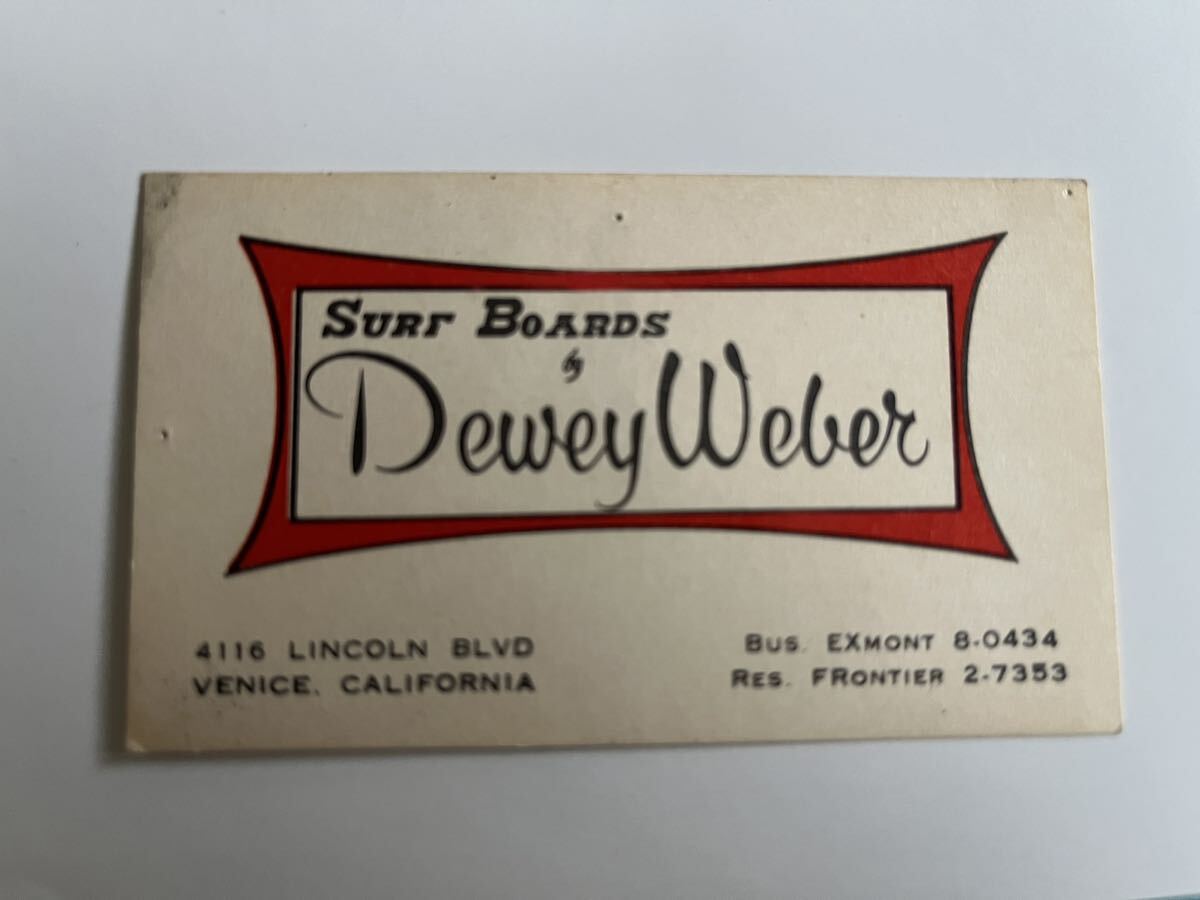 Surf Boards
by
Dewey Weber
4116 LINCOLN BLVD
VENICE, CALIFORNIA
BUS. EXMONT 8-0434
RES. FRONTIER 2-7353